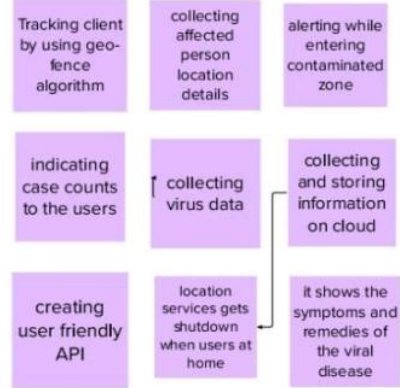 Tracking client
by using geo-
fence
algorithm
collecting
affected
person
location
details
alerting while
entering
contaminated
zone
indicating
case counts
to the users
collecting
virus data
collecting
and storing
information
on cloud
creating
user friendly
API
location
services gets
shutdown
when users at
home
it shows the
symptoms and
remedies of
the viral
disease